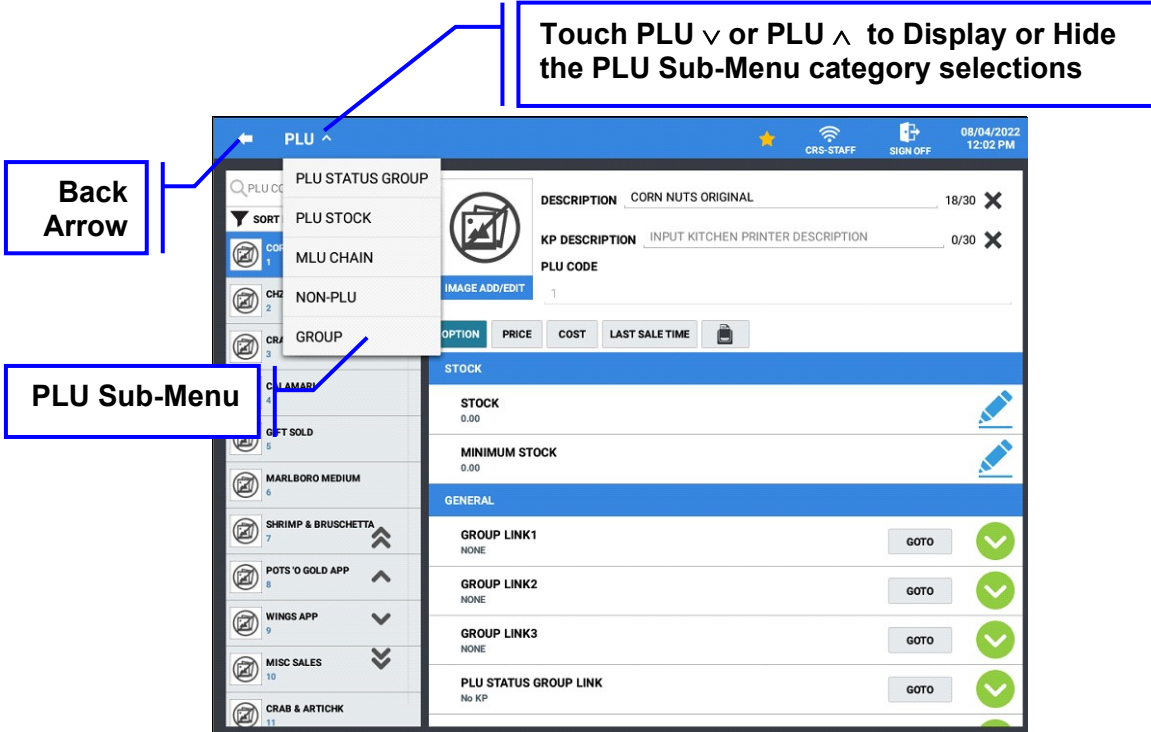 Touch PLU ∨ or PLU ∧ to Display or Hide
the PLU Sub-Menu category selections
PLU ^
CRS-STAFF
SIGN OFF
08/04/2022
12:02 PM
Back
Arrow
PLU Sub-Menu
PLU STATUS GROUP
PLU STOCK
MLU CHAIN
NON-PLU
GROUP
PLU CO
SORT
COR
1
CHZ
2
CRA
3
CALAMARI
4
GIFT SOLD
5
MARLBORO MEDIUM
6
SHRIMP & BRUSCHETTA
7
POTS 'O GOLD APP
8
WINGS APP
9
MISC SALES
10
CRAB & ARTICHK
11
IMAGE ADD/EDIT
DESCRIPTION CORN NUTS ORIGINAL 18/30
KP DESCRIPTION INPUT KITCHEN PRINTER DESCRIPTION 0/30
PLU CODE
1
OPTION PRICE COST LAST SALE TIME
STOCK
STOCK
0.00
MINIMUM STOCK
0.00
GENERAL
GROUP LINK1
NONE
GOTO
GROUP LINK2
NONE
GOTO
GROUP LINK3
NONE
GOTO
PLU STATUS GROUP LINK
No KP
GOTO